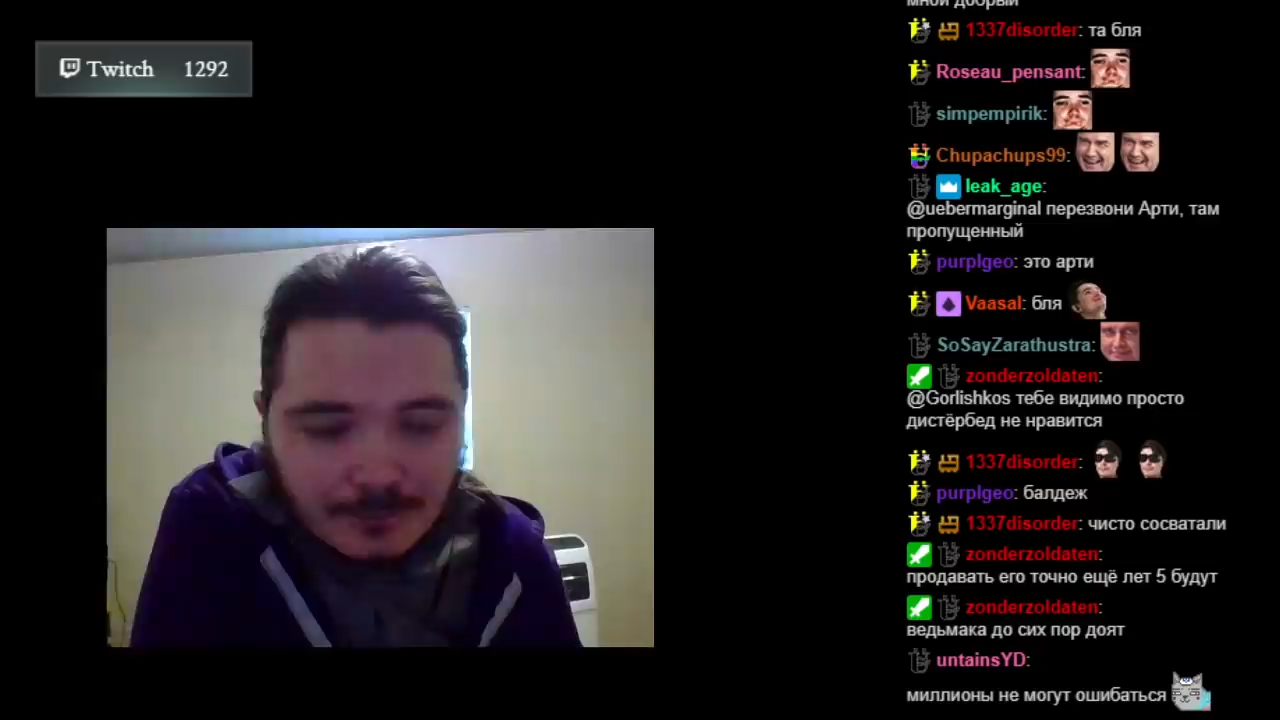 мной добрый
Twitch 1292
1337disorder: та бля
Roseau_pensant:
simpempirik:
Chupachups99:
leak_age:
@uebermarginal перезвони Арти, там
пропущенный
purplgeo: это арти
Vaasal: бля
SoSayZarathustra:
zonderzoldaten:
@Gorlishkos тебе видимо просто
дистёрбед не нравится
1337disorder:
purplgeo: балдеж
1337disorder: чисто сосватали
zonderzoldaten:
продавать его точно ещё лет 5 будут
zonderzoldaten:
ведьмака до сих пор доят
untainsYD:
миллионы не могут ошибаться